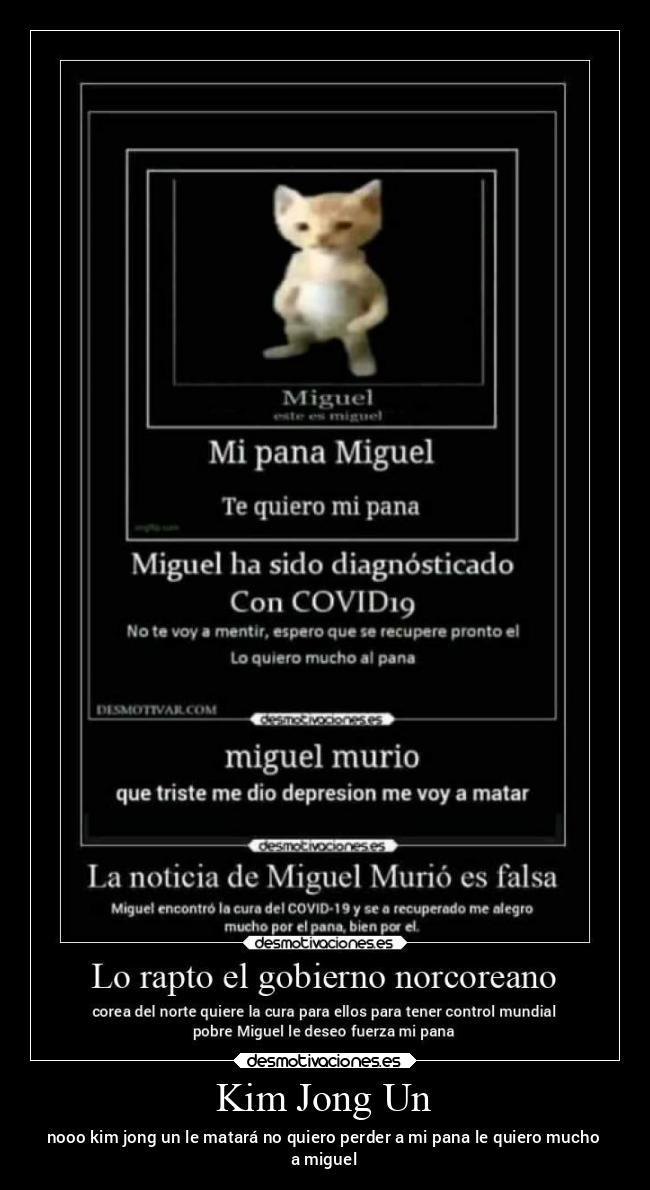 Miguel
este es miguel
Mi pana Miguel
Te quiero mi pana
imgflip.com
Miguel ha sido diagnósticado
Con COVID19
No te voy a mentir, espero que se recupere pronto el
Lo quiero mucho al pana
DESMOTIVAR.COM
desmotivaciones.es
miguel murio
que triste me dio depresion me voy a matar
desmotivaciones.es
La noticia de Miguel Murió es falsa
Miguel encontró la cura del COVID-19 y se a recuperado me alegro
mucho por el pana, bien por el.
desmotivaciones.es
Lo rapto el gobierno norcoreano
corea del norte quiere la cura para ellos para tener control mundial
pobre Miguel le deseo fuerza mi pana
desmotivaciones.es
Kim Jong Un
nooo kim jong un le matará no quiero perder a mi pana le quiero mucho
a miguel